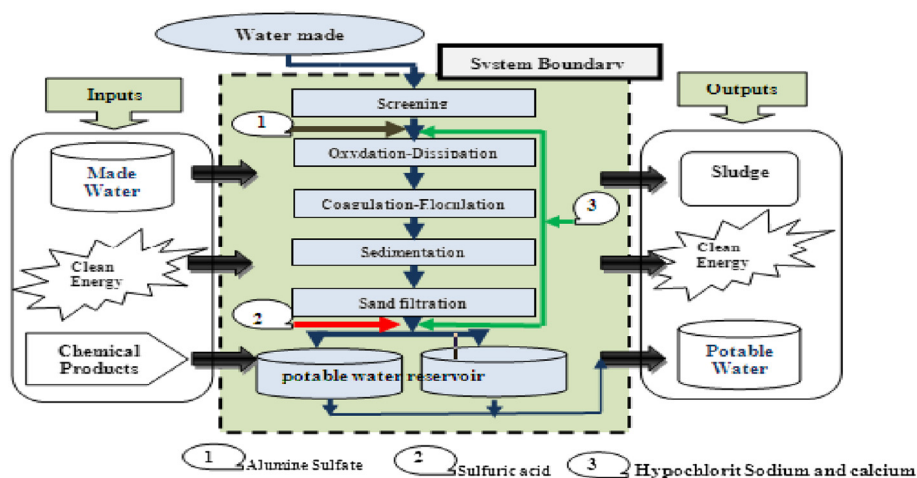 Water made
System Boundary
Inputs
Outputs
Screening
1
Oxydation-Dissipation
Made
Water
Sludge
Coagulation-Floculation
3
Clean
Energy
Clean
Energy
Sedimentation
Sand filtration
2
Chemical
Products
potable water reservoir
Potable
Water
1 Alumine Sulfate
2 Sulfuric acid
3 Hypochlorit Sodium and calcium